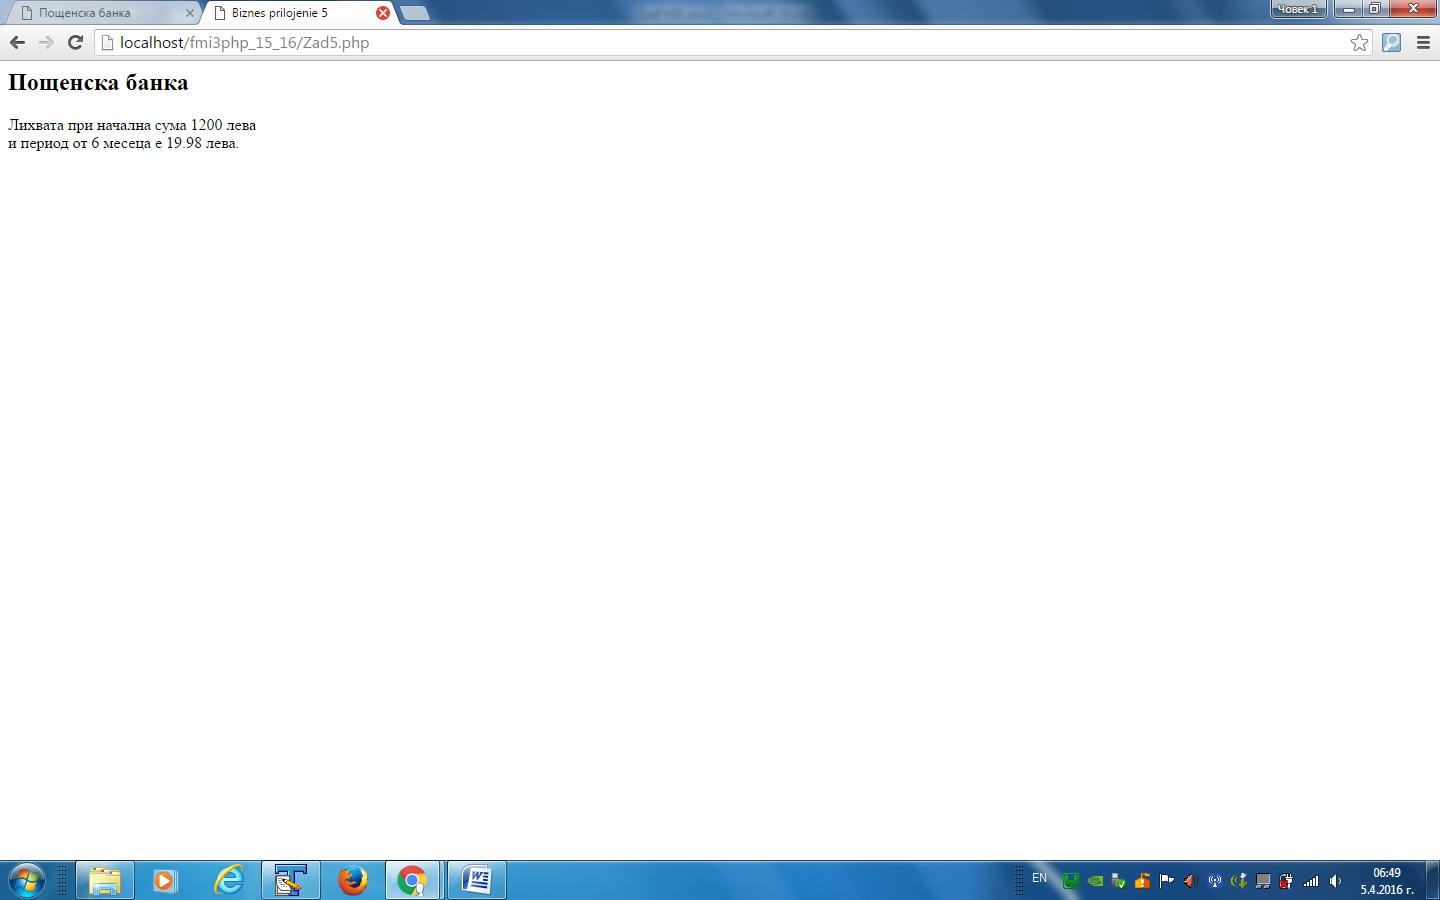 Пощенска банка
Biznes prilojenie 5
Човек 1
localhost/fmi3php_15_16/Zad5.php
Пощенска банка
Лихвата при начална сума 1200 лева
и период от 6 месеца е 19.98 лева.
EN
06:49
5.4.2016 г.